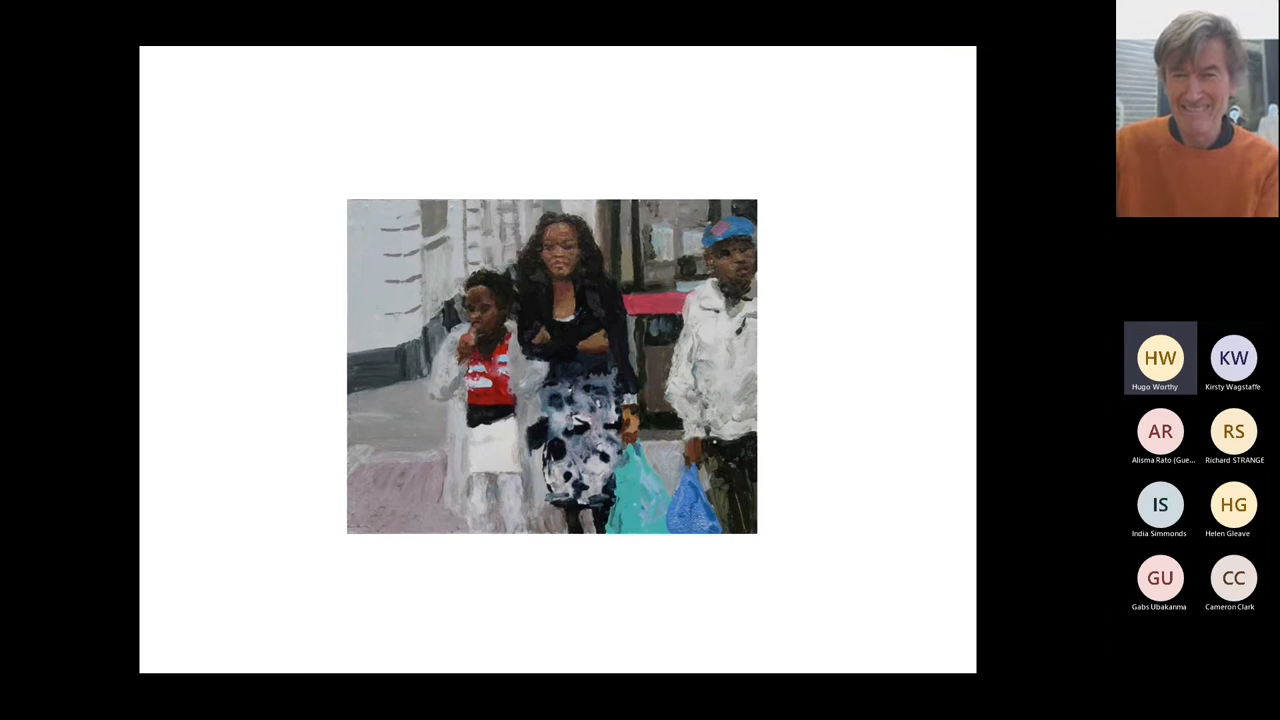 HW
KW
Hugo Worthy
Kirsty Wagstaffe
AR
RS
Alisma Rato (Gue...
Richard STRANGE
IS
HG
India Simmonds
Helen Gleave
GU
CC
Gabs Ubakanma
Cameron Clark